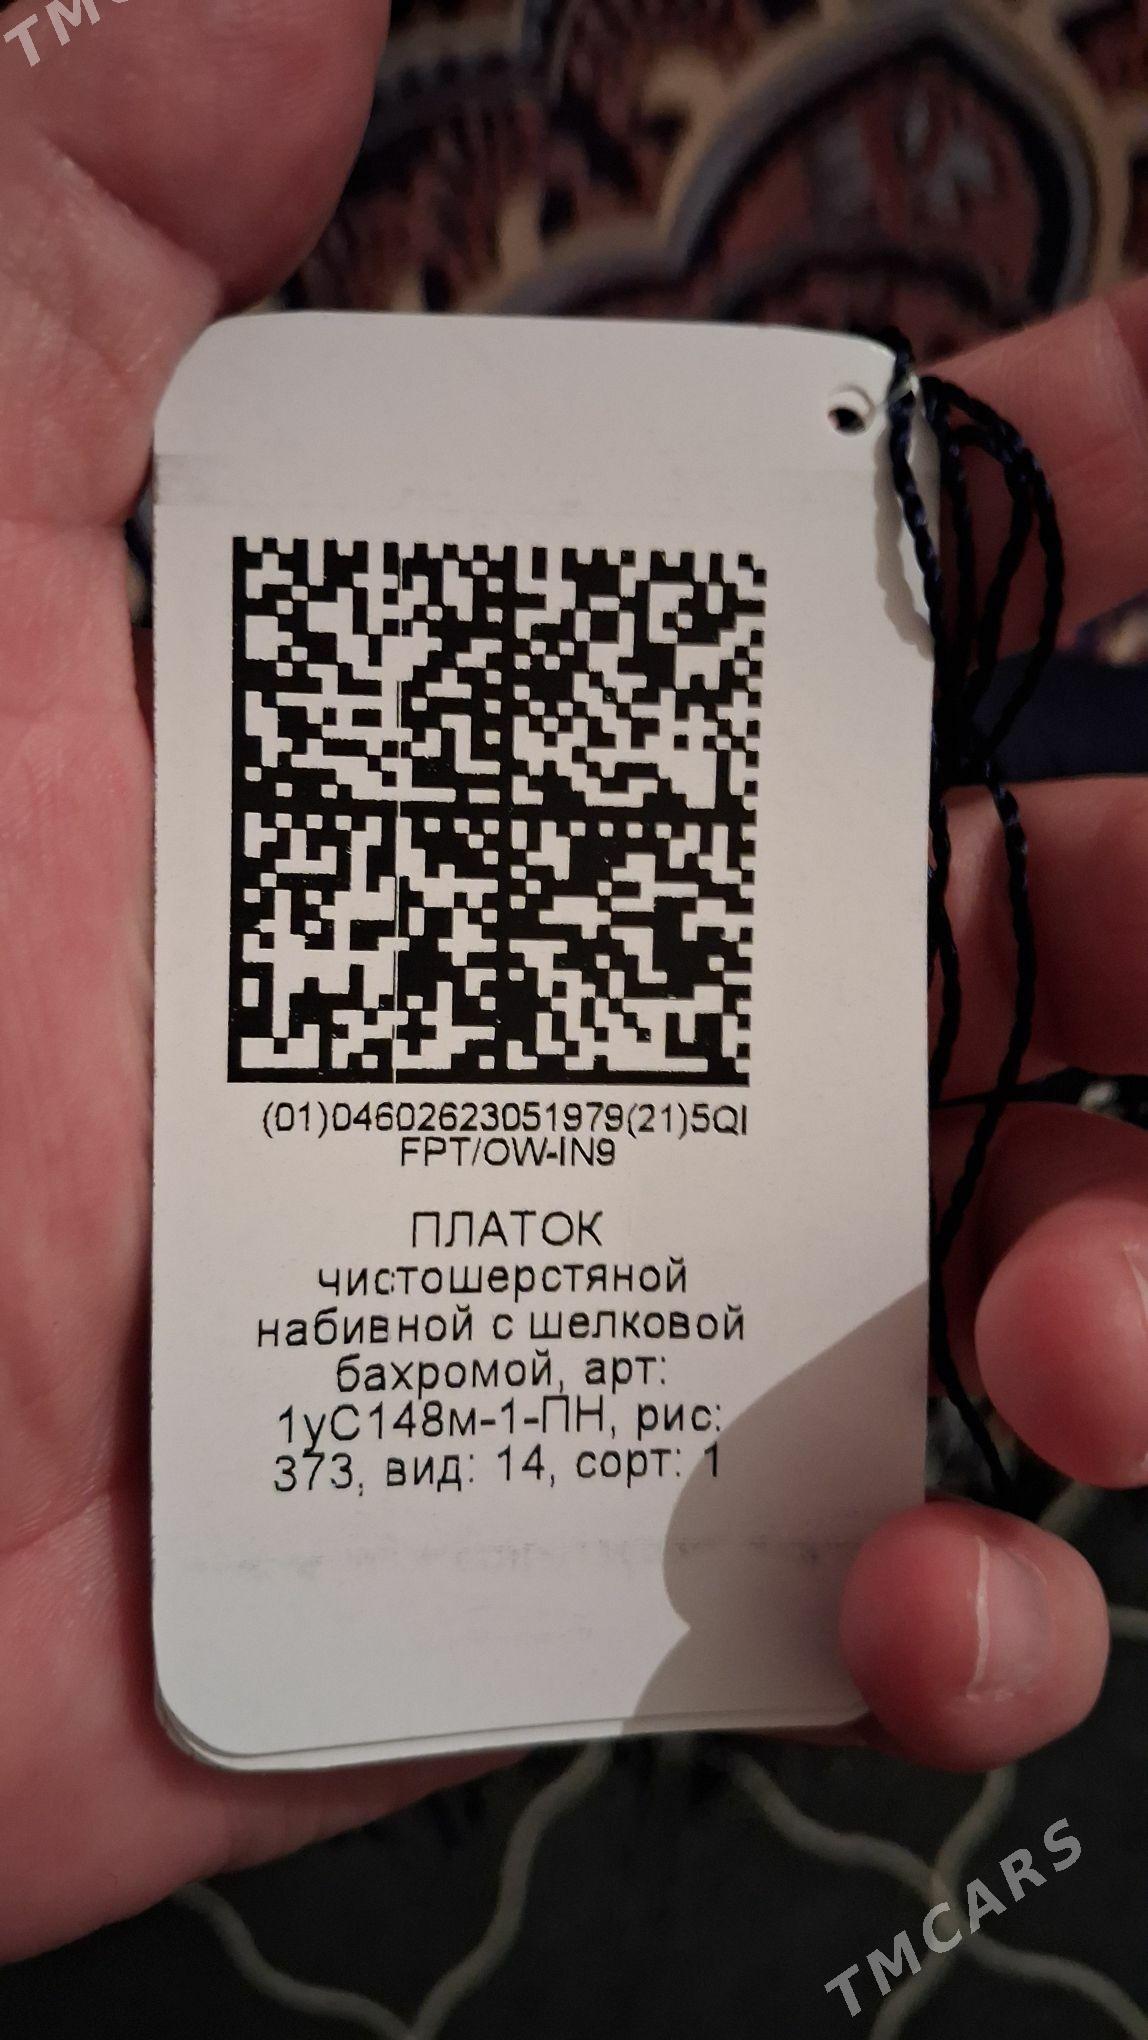 (01)04602623051979(21)5QI
FPT/OW-IN9
ПЛАТОК
чистошерстяной
набивной с шелковой
бахромой, арт:
1уС148м-1-ПН, рис:
373, вид: 14, сорт: 1
TMCARS